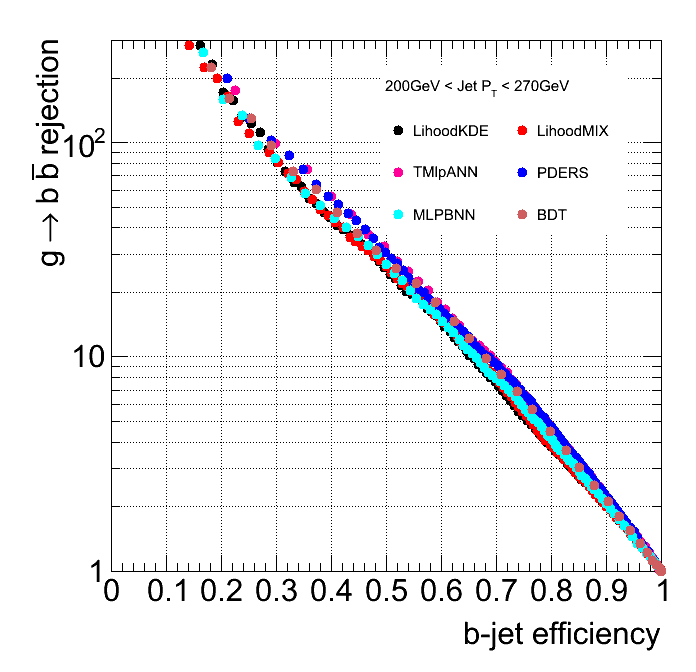 g → b b̅ rejection
200GeV < Jet P_T < 270GeV
LihoodKDE LihoodMIX
TMlpANN PDERS
MLPBNN BDT
10²
10
1
0 0.1 0.2 0.3 0.4 0.5 0.6 0.7 0.8 0.9 1
b-jet efficiency